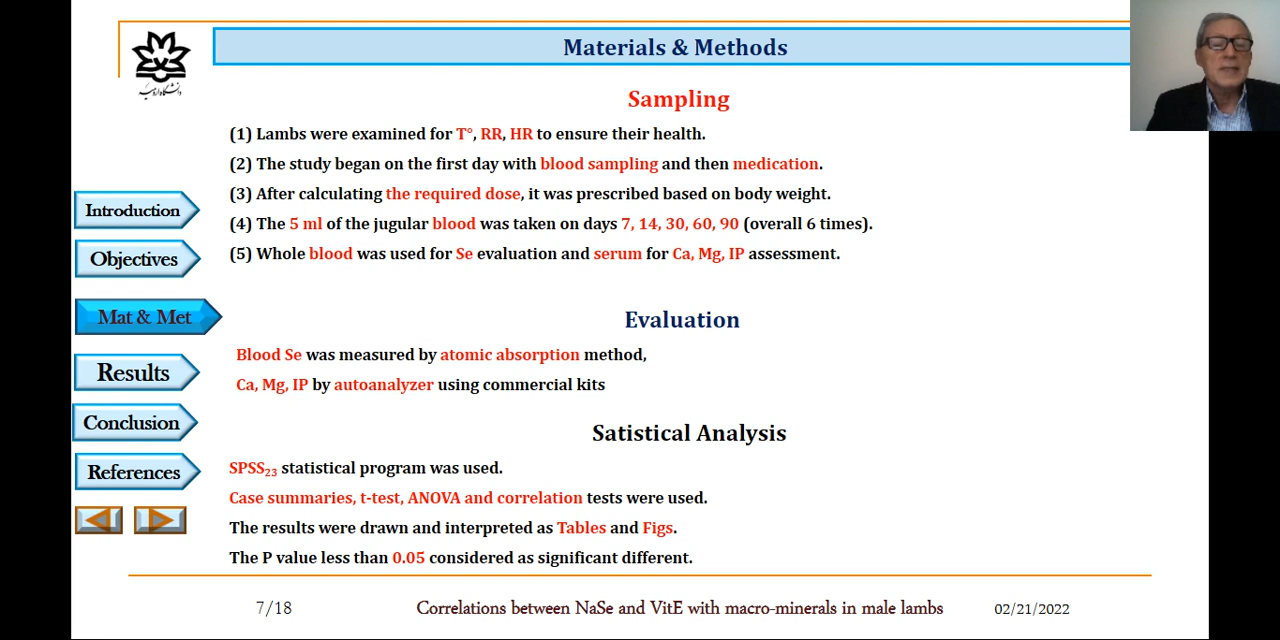 Materials & Methods
دانشگاه ارومیه
Sampling
(1) Lambs were examined for T°, RR, HR to ensure their health.
(2) The study began on the first day with blood sampling and then medication.
(3) After calculating the required dose, it was prescribed based on body weight.
(4) The 5 ml of the jugular blood was taken on days 7, 14, 30, 60, 90 (overall 6 times).
(5) Whole blood was used for Se evaluation and serum for Ca, Mg, IP assessment.
Introduction
Objectives
Mat & Met
Results
Conclusion
References
Evaluation
Blood Se was measured by atomic absorption method,
Ca, Mg, IP by autoanalyzer using commercial kits
Satistical Analysis
SPSS23 statistical program was used.
Case summaries, t-test, ANOVA and correlation tests were used.
The results were drawn and interpreted as Tables and Figs.
The P value less than 0.05 considered as significant different.
7/18
Correlations between NaSe and VitE with macro-minerals in male lambs
02/21/2022